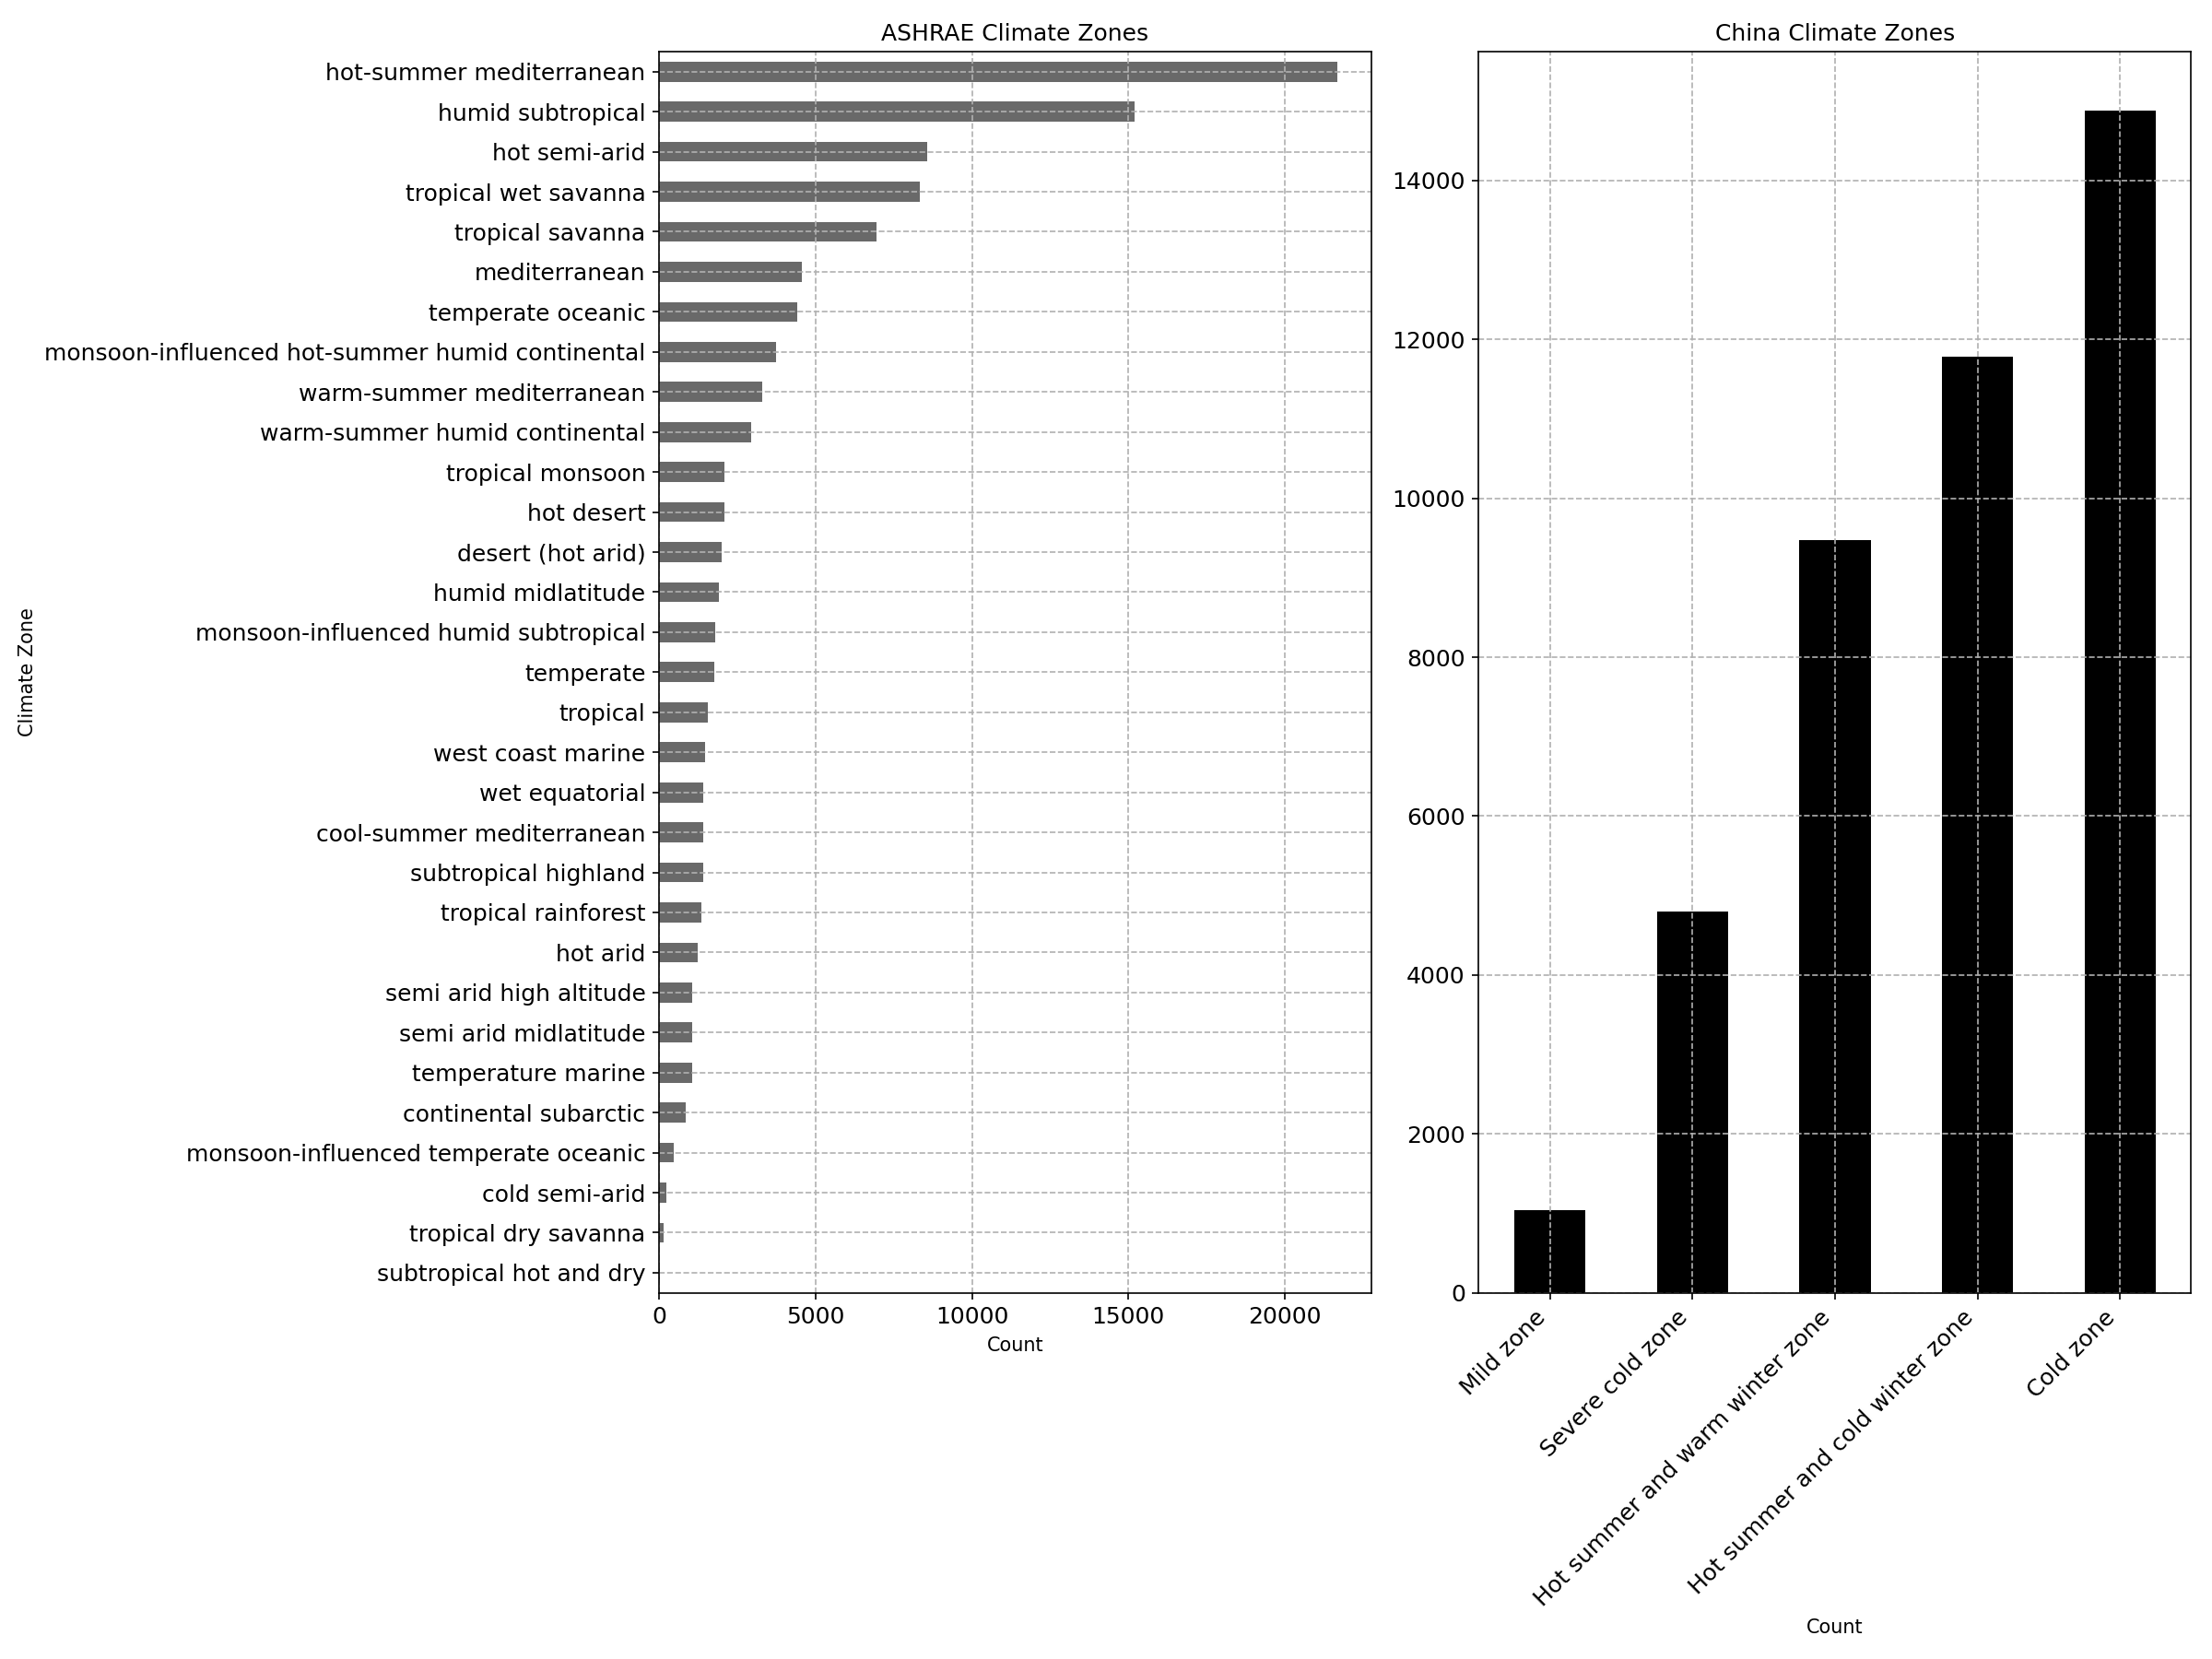 ASHRAE Climate Zones
Climate Zone
hot-summer mediterranean
humid subtropical
hot semi-arid
tropical wet savanna
tropical savanna
mediterranean
temperate oceanic
monsoon-influenced hot-summer humid continental
warm-summer mediterranean
warm-summer humid continental
tropical monsoon
hot desert
desert (hot arid)
humid midlatitude
monsoon-influenced humid subtropical
temperate
tropical
west coast marine
wet equatorial
cool-summer mediterranean
subtropical highland
tropical rainforest
hot arid
semi arid high altitude
semi arid midlatitude
temperature marine
continental subarctic
monsoon-influenced temperate oceanic
cold semi-arid
tropical dry savanna
subtropical hot and dry
0 5000 10000 15000 20000
Count
China Climate Zones
14000
12000
10000
8000
6000
4000
2000
0
Mild zone
Severe cold zone
Hot summer and warm winter zone
Hot summer and cold winter zone
Cold zone
Count